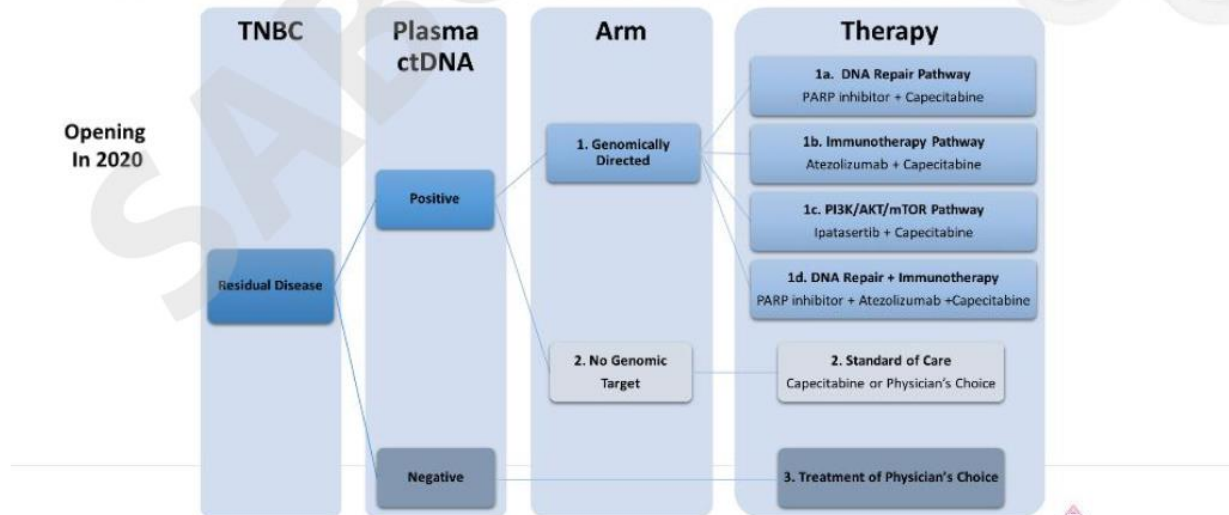 TNBC
Plasma
ctDNA
Arm
Therapy
Opening
In 2020
Residual Disease
Positive
Negative
1. Genomically
Directed
2. No Genomic
Target
1a. DNA Repair Pathway
PARP inhibitor + Capecitabine
1b. Immunotherapy Pathway
Atezolizumab + Capecitabine
1c. PI3K/AKT/mTOR Pathway
Ipatasertib + Capecitabine
1d. DNA Repair + Immunotherapy
PARP inhibitor + Atezolizumab +Capecitabine
2. Standard of Care
Capecitabine or Physician's Choice
3. Treatment of Physician's Choice